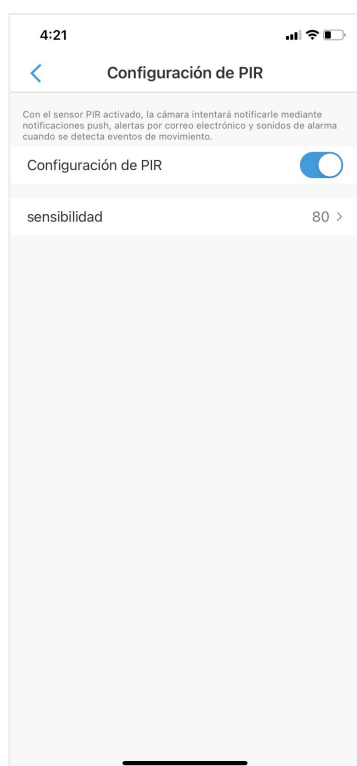 4:21
Configuración de PIR
Con el sensor PIR activado, la cámara intentará notificarle mediante
notificaciones push, alertas por correo electrónico y sonidos de alarma
cuando se detecta eventos de movimiento.
Configuración de PIR
sensibilidad 80 >